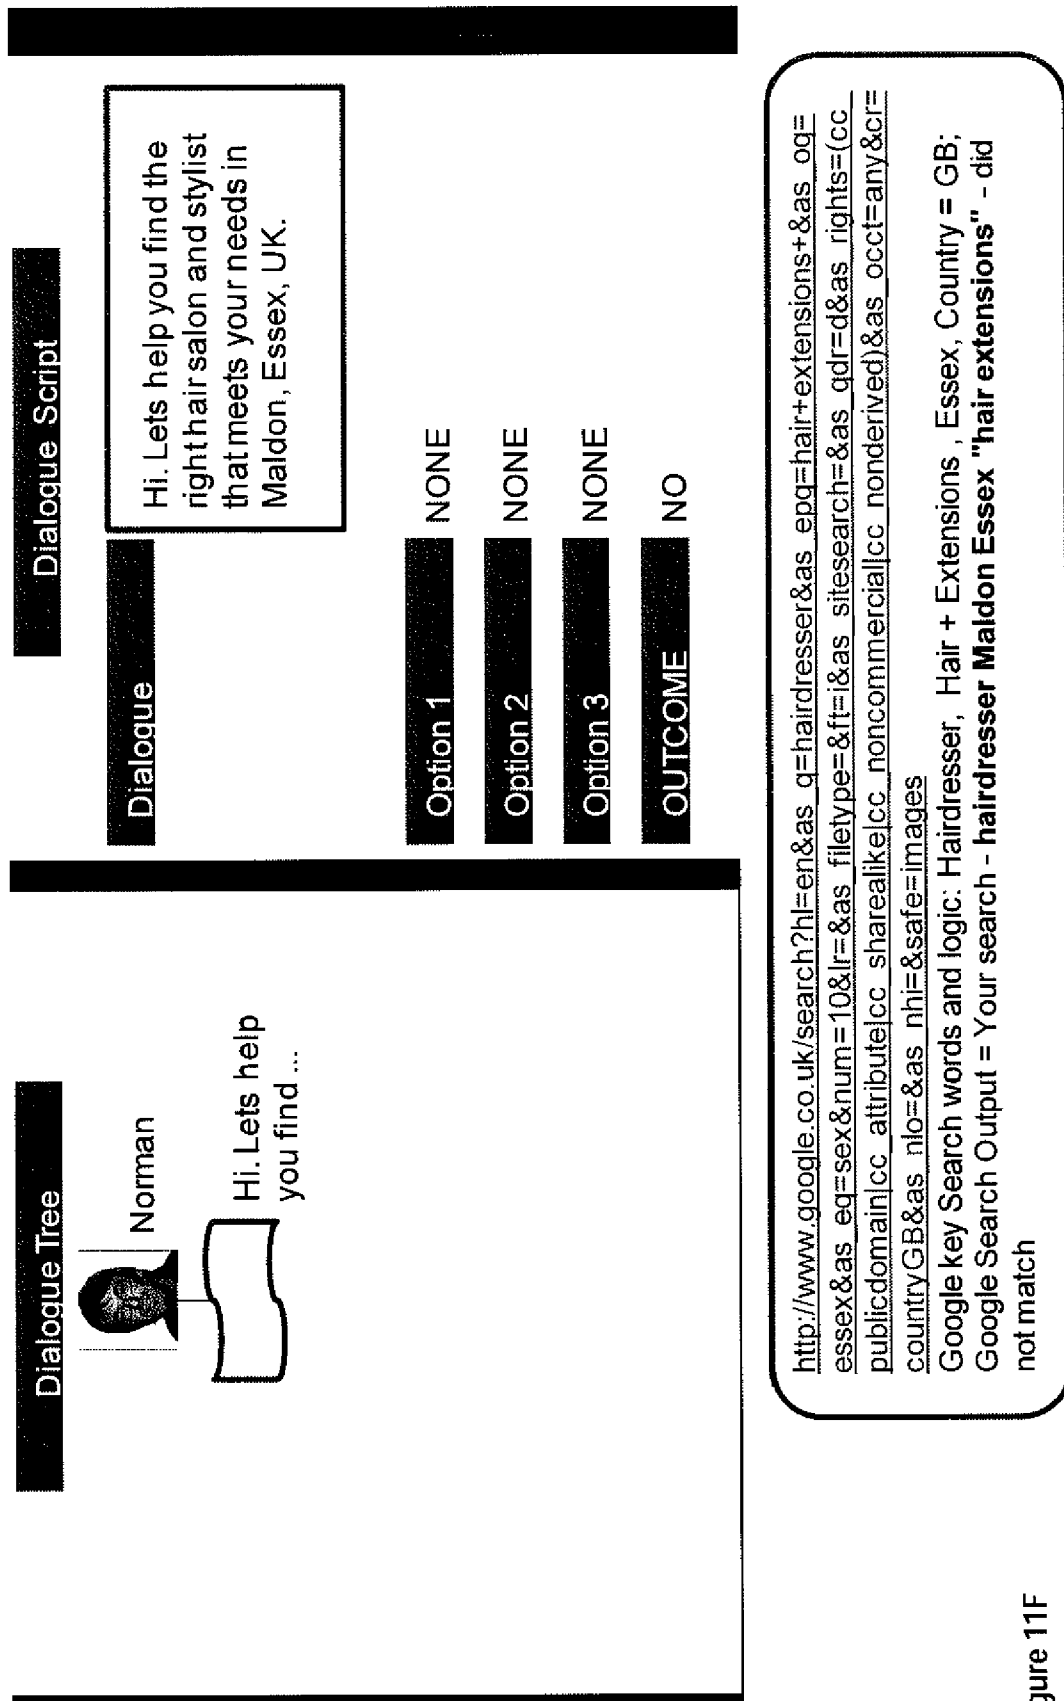 Dialogue Tree
Norman
Hi. Lets help
you find ...
Dialogue Script
Dialogue
Hi. Lets help you find the
right hair salon and stylist
that meets your needs in
Maldon, Essex, UK.
Option 1 NONE
Option 2 NONE
Option 3 NONE
OUTCOME NO
http://www.google.co.uk/search?hl=en&as_q=hairdresser&as_epq=hair+extensions+&as_oq=
essex&as_eq=sex&num=10&lr=&as_filetype=&ft=i&as_sitesearch=&as_qdr=d&as_rights=(cc_
publicdomain|cc_attribute|cc_sharealike|cc_noncommercial|cc_nonderived)&as_occt=any&cr=
countryGB&as_nlo=&as_nhi=&safe=images
Google key Search words and logic: Hairdresser, Hair + Extensions , Essex, Country = GB;
Google Search Output = Your search - hairdresser Maldon Essex "hair extensions" - did
not match
gure 11F